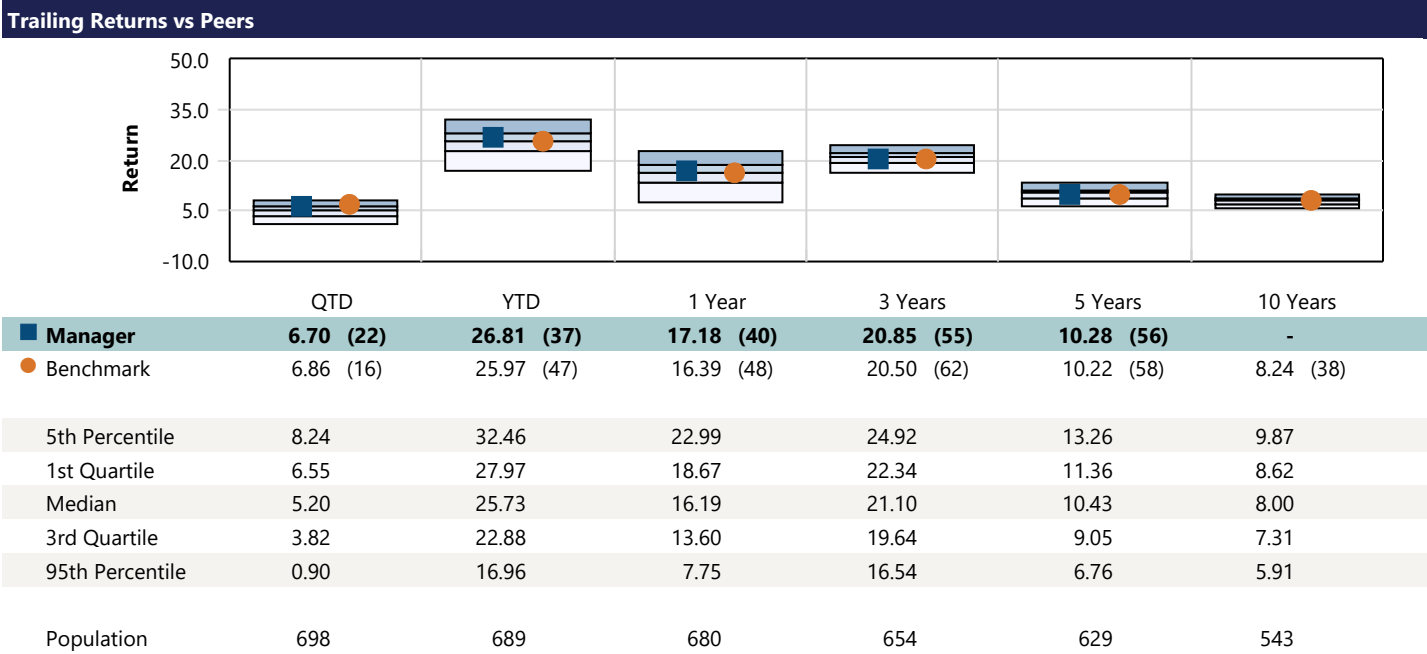 Trailing Returns vs Peers
50.0
35.0
20.0
5.0
-10.0
Return
QTD YTD 1 Year 3 Years 5 Years 10 Years
Manager 6.70 (22) 26.81 (37) 17.18 (40) 20.85 (55) 10.28 (56) -
Benchmark 6.86 (16) 25.97 (47) 16.39 (48) 20.50 (62) 10.22 (58) 8.24 (38)
5th Percentile 8.24 32.46 22.99 24.92 13.26 9.87
1st Quartile 6.55 27.97 18.67 22.34 11.36 8.62
Median 5.20 25.73 16.19 21.10 10.43 8.00
3rd Quartile 3.82 22.88 13.60 19.64 9.05 7.31
95th Percentile 0.90 16.96 7.75 16.54 6.76 5.91
Population 698 689 680 654 629 543